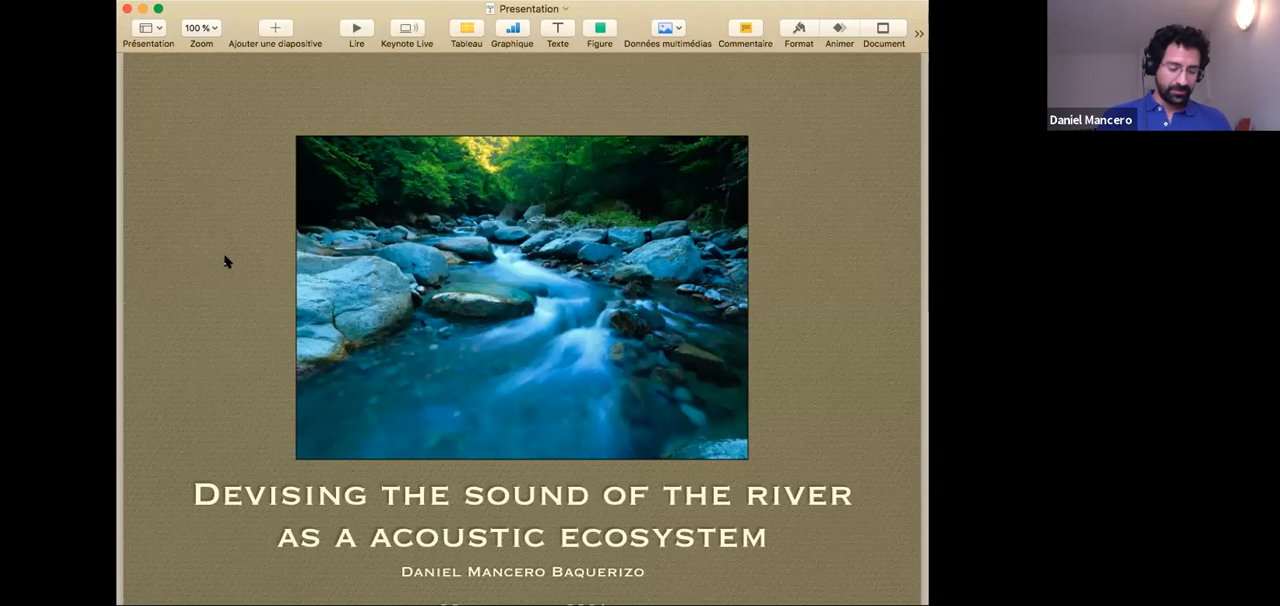 Presentation
100 %
Présentation Zoom Ajouter une diapositive Lire Keynote Live Tableau Graphique Texte Figure Données multimédias Commentaire Format Animer Document
Daniel Mancero
DEVISING THE SOUND OF THE RIVER
AS A ACOUSTIC ECOSYSTEM
DANIEL MANCERO BAQUERIZO